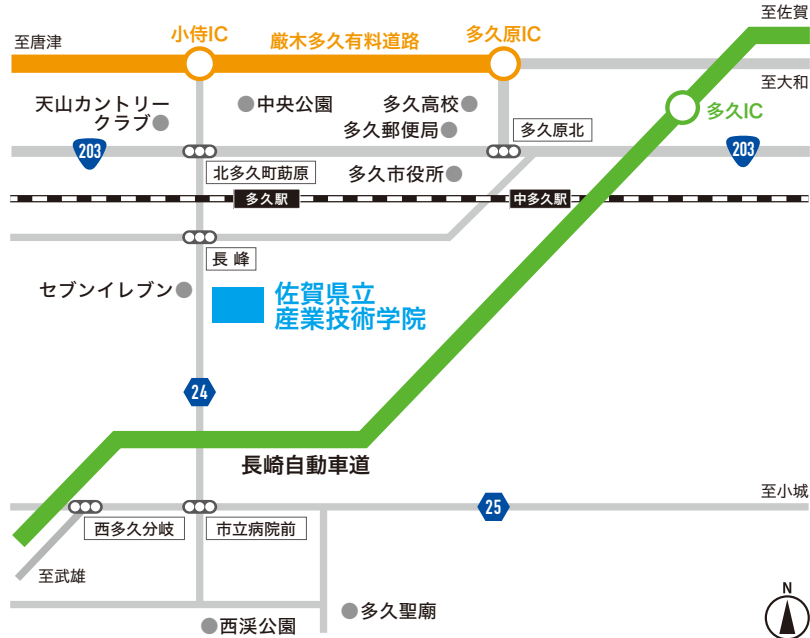 至佐賀
小侍IC
厳木多久有料道路
多久原IC
至唐津
至大和
天山カントリー
クラブ
中央公園
多久高校
多久IC
多久郵便局
多久原北
203
203
北多久町莇原
多久市役所
多久駅
中多久駅
長峰
セブンイレブン
佐賀県立
産業技術学院
24
長崎自動車道
至小城
25
西多久分岐
市立病院前
至武雄
多久聖廟
西渓公園
N